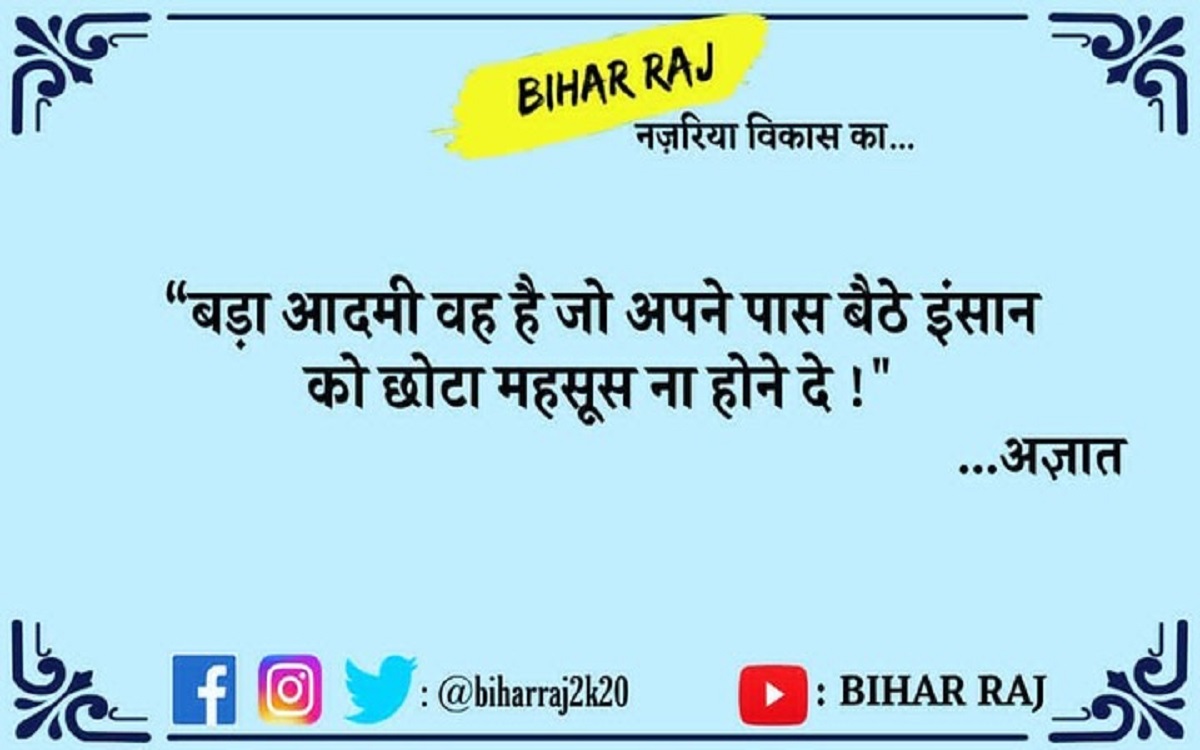 BIHAR RAJ
नज़रिया विकास का...
“बड़ा आदमी वह है जो अपने पास बैठे इंसान
को छोटा महसूस ना होने दे !"
...अज्ञात
: @biharraj2k20
: BIHAR RAJ